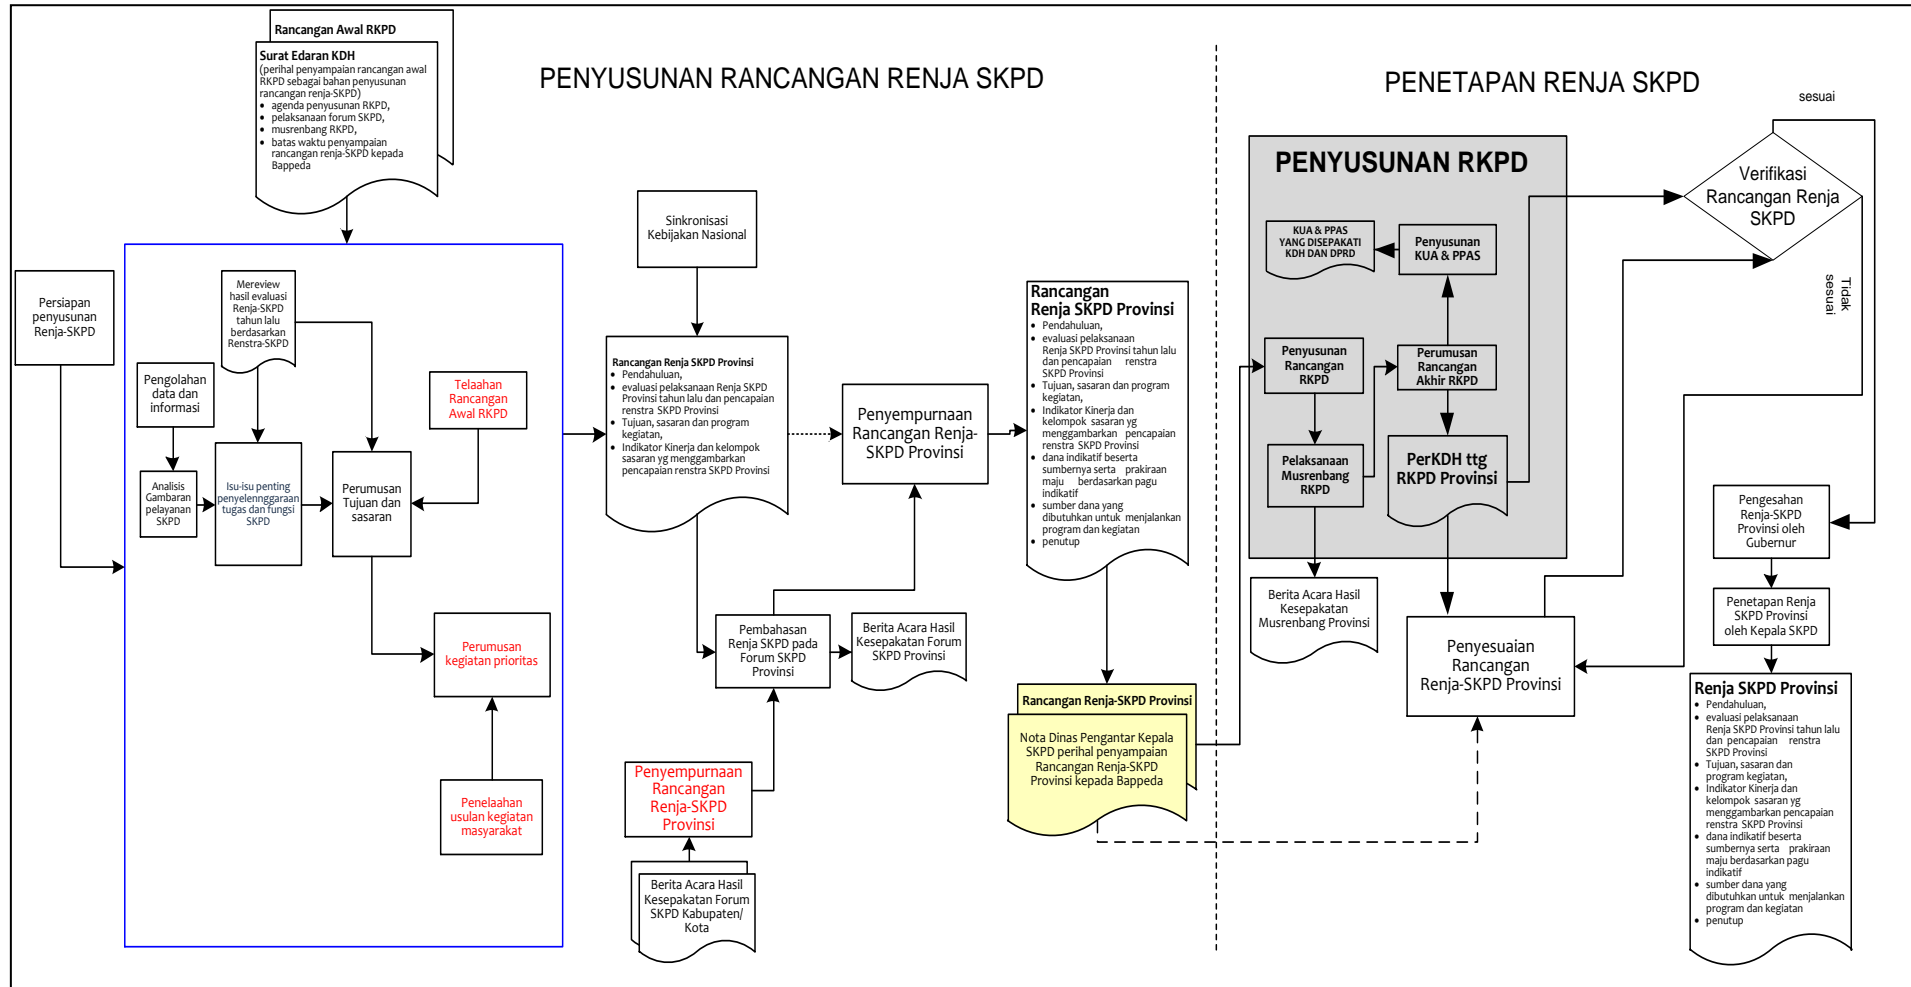 Rancangan Awal RKPD
Surat Edaran KDH
(perihal penyampaian rancangan awal
RKPD sebagai bahan penyusunan
rancangan renja-SKPD)
• agenda penyusunan RKPD,
• pelaksanaan forum SKPD,
• musrenbang RKPD,
• batas waktu penyampaian
rancangan renja-SKPD kepada
Bappeda
PENYUSUNAN RANCANGAN RENJA SKPD
PENETAPAN RENJA SKPD
Persiapan
penyusunan
Renja-SKPD
Mereview
hasil evaluasi
Renja-SKPD
tahun lalu
berdasarkan
Renstra-SKPD
Pengolahan
data dan
informasi
Analisis
Gambaran
pelayanan
SKPD
Isu-isu penting
penyelennggaraan
tugas dan fungsi
SKPD
Perumusan
Tujuan dan
sasaran
Telaahan
Rancangan
Awal RKPD
Perumusan
kegiatan prioritas
Penelaahan
usulan kegiatan
masyarakat
Sinkronisasi
Kebijakan Nasional
Rancangan Renja SKPD Provinsi
• Pendahuluan,
• evaluasi pelaksanaan Renja SKPD
Provinsi tahun lalu dan pencapaian
renstra SKPD Provinsi
• Tujuan, sasaran dan program
kegiatan,
• Indikator Kinerja dan kelompok
sasaran yg menggambarkan
pencapaian renstra SKPD Provinsi
Penyempurnaan
Rancangan Renja-
SKPD Provinsi
Pembahasan
Renja SKPD pada
Forum SKPD
Provinsi
Berita Acara Hasil
Kesepakatan Forum
SKPD Provinsi
Penyempurnaan
Rancangan
Renja-SKPD
Provinsi
Berita Acara Hasil
Kesepakatan Forum
SKPD Kabupaten/
Kota
Rancangan
Renja SKPD Provinsi
• Pendahuluan,
• evaluasi pelaksanaan
Renja SKPD Provinsi tahun lalu
dan pencapaian renstra
SKPD Provinsi
• Tujuan, sasaran dan program
kegiatan,
• Indikator Kinerja dan
kelompok sasaran yg
menggambarkan pencapaian
renstra SKPD Provinsi
• dana indikatif beserta
sumbernya serta prakiraan
maju berdasarkan pagu
indikatif
• sumber dana yang
dibutuhkan untuk menjalankan
program dan kegiatan
• penutup
Rancangan Renja-SKPD Provinsi
Nota Dinas Pengantar Kepala
SKPD perihal penyampaian
Rancangan Renja-SKPD
Provinsi kepada Bappeda
PENYUSUNAN RKPD
KUA & PPAS
YANG DISEPAKATI
KDH DAN DPRD
Penyusunan
KUA & PPAS
Penyusunan
Rancangan
RKPD
Perumusan
Rancangan
Akhir RKPD
Pelaksanaan
Musrenbang
RKPD
PerKDH ttg
RKPD Provinsi
Berita Acara Hasil
Kesepakatan
Musrenbang Provinsi
Penyesuaian
Rancangan
Renja-SKPD Provinsi
sesuai
Verifikasi
Rancangan Renja
SKPD
Tidak
sesuai
Pengesahan
Renja-SKPD
Provinsi oleh
Gubernur
Penetapan Renja
SKPD Provinsi
oleh Kepala SKPD
Renja SKPD Provinsi
• Pendahuluan,
• evaluasi pelaksanaan
Renja SKPD Provinsi tahun lalu
dan pencapaian renstra
SKPD Provinsi
• Tujuan, sasaran dan
program kegiatan,
• Indikator Kinerja dan
kelompok sasaran yg
menggambarkan pencapaian
renstra SKPD Provinsi
• dana indikatif beserta
sumbernya serta prakiraan
maju berdasarkan pagu
indikatif
• sumber dana yang
dibutuhkan untuk menjalankan
program dan kegiatan
• penutup